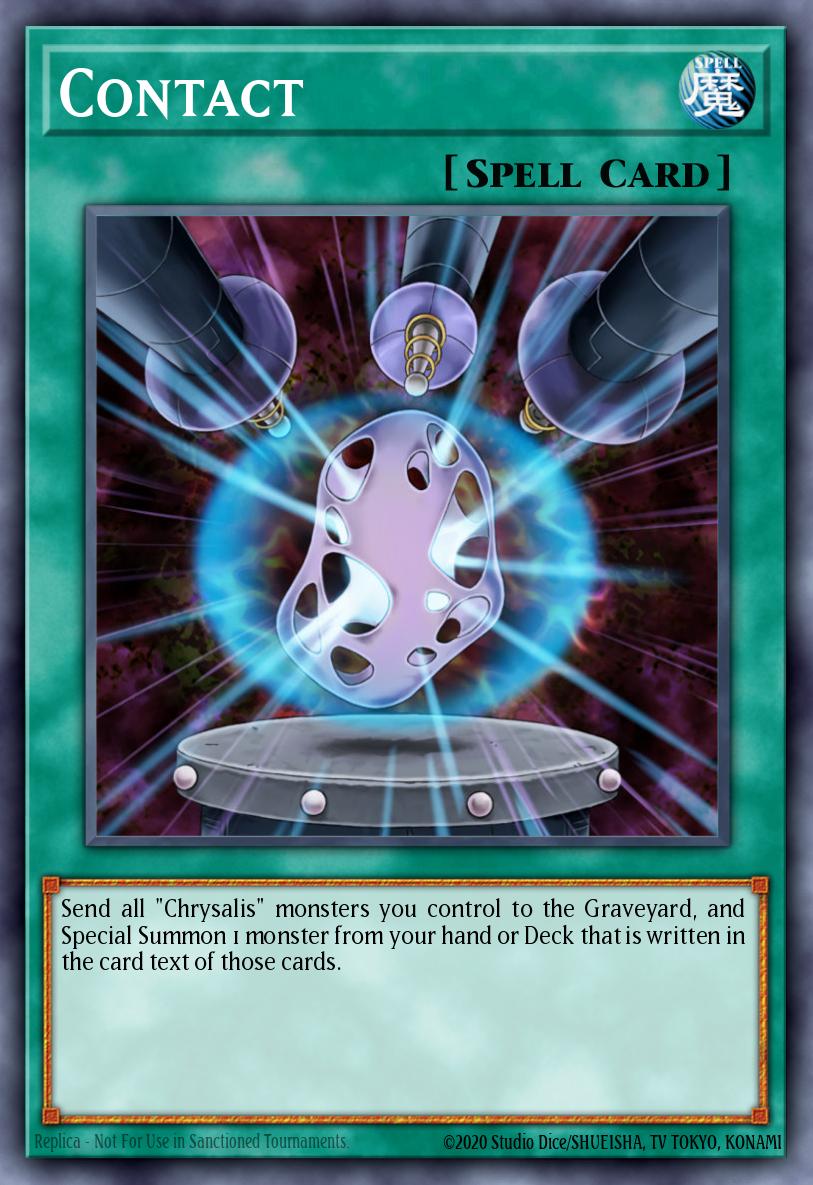 CONTACT
SPELL
魔
[ SPELL CARD ]
Send all "Chrysalis" monsters you control to the Graveyard, and
Special Summon 1 monster from your hand or Deck that is written in
the card text of those cards.
Replica - Not For Use in Sanctioned Tournaments.
©2020 Studio Dice/SHUEISHA, TV TOKYO, KONAMI